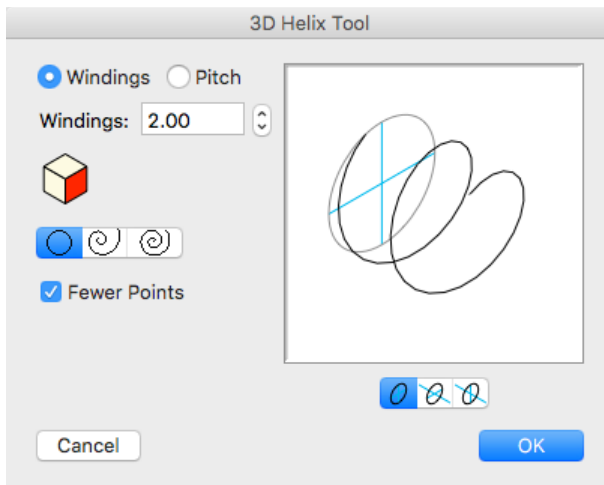 3D Helix Tool
Windings Pitch
Windings: 2.00
Fewer Points
Cancel OK